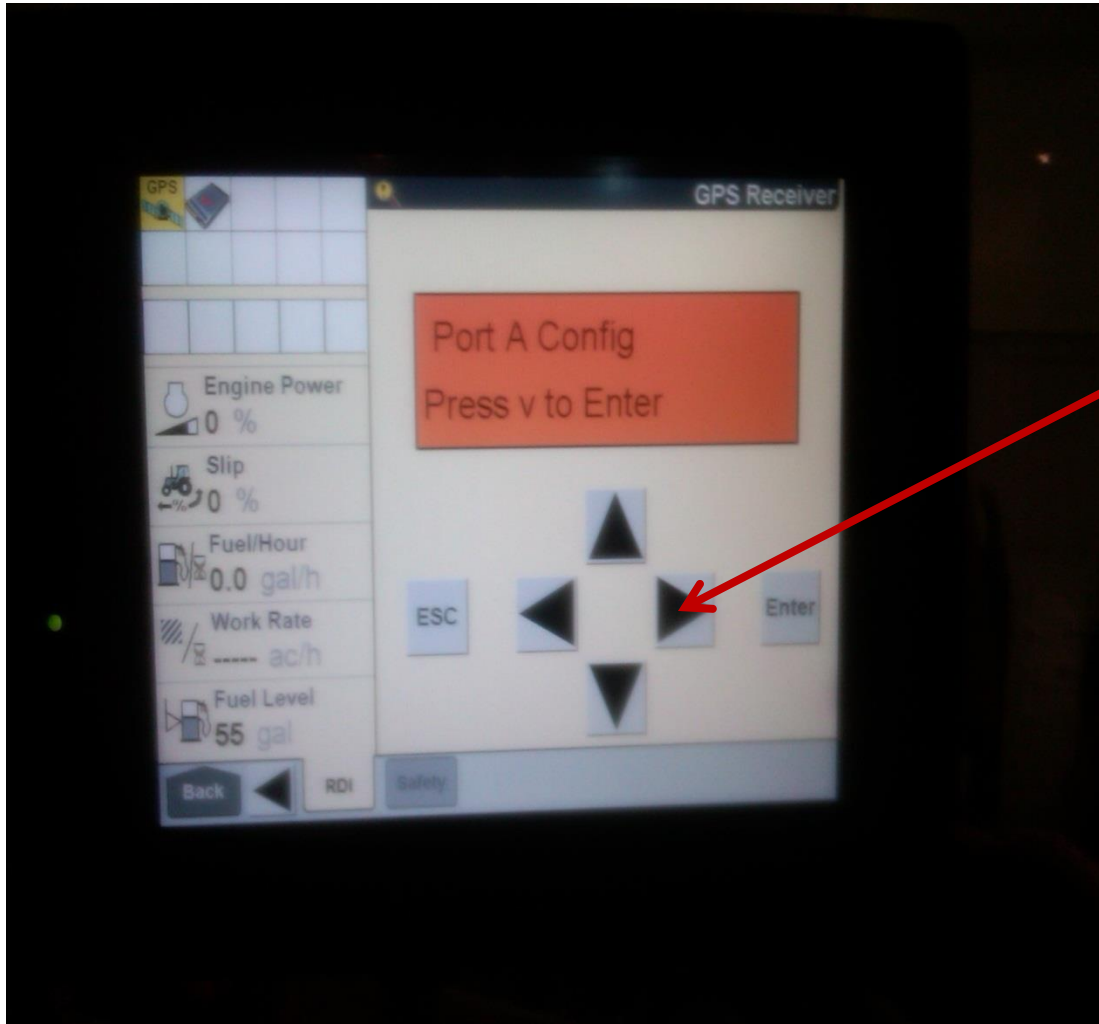 GPS
GPS Receiver
Port A Config
Press v to Enter
Engine Power
0 %
Slip
%
0 %
Fuel/Hour
0.0 gal/h
Work Rate
----- ac/h
Fuel Level
55 gal
ESC
Enter
Back
RDI
Safety